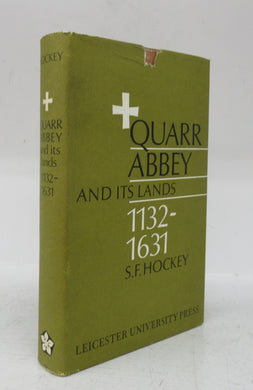 HOCKEY
QUARR
ABBEY
and its
lands
1132-
1631
QUARR
ABBEY
AND ITS LANDS
1132-
1631
S.F. HOCKEY
LEICESTER UNIVERSITY PRESS